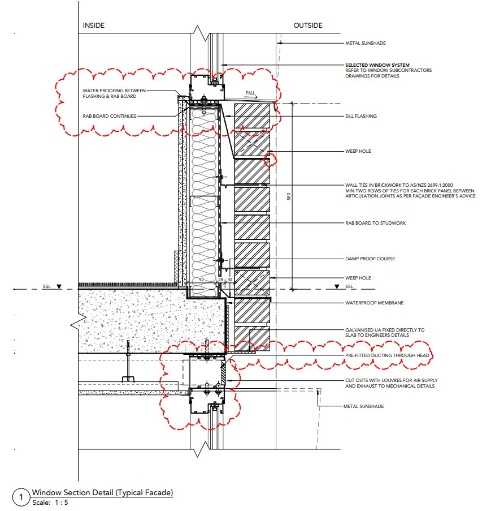 INSIDE
OUTSIDE
METAL SUNSHADE
SELECTED WINDOW SYSTEM
REFER TO WINDOW SUBCONTRACTORS
DRAWINGS FOR DETAILS
WATER PROOFING BETWEEN
FLASHING & RAB BOARD
FALL
RAB BOARD CONTINUES
SILL FLASHING
WEEP HOLE
WALL TIES IN BRICKWORK TO AS/NZS 2699.1:2000
MIN TWO ROWS OF TIES FOR EACH BRICK PANEL BETWEEN
ARTICULATION JOINTS AS PER FAÇADE ENGINEER'S ADVICE
RAB BOARD TO STUDWORK
DAMP PROOF COURSE
WEEP HOLE
SSL
SSL
WATERPROOF MEMBRANE
GALVANISED UA FIXED DIRECTLY TO
SLAB TO ENGINEERS DETAILS
PRE-FITTED DUCTING THROUGH HEAD
CUT OUTS WITH LOUVRES FOR AIR SUPPLY
AND EXHAUST TO MECHANICAL DETAILS
METAL SUNSHADE
1
Window Section Detail (Typical Facade)
Scale: 1 : 5